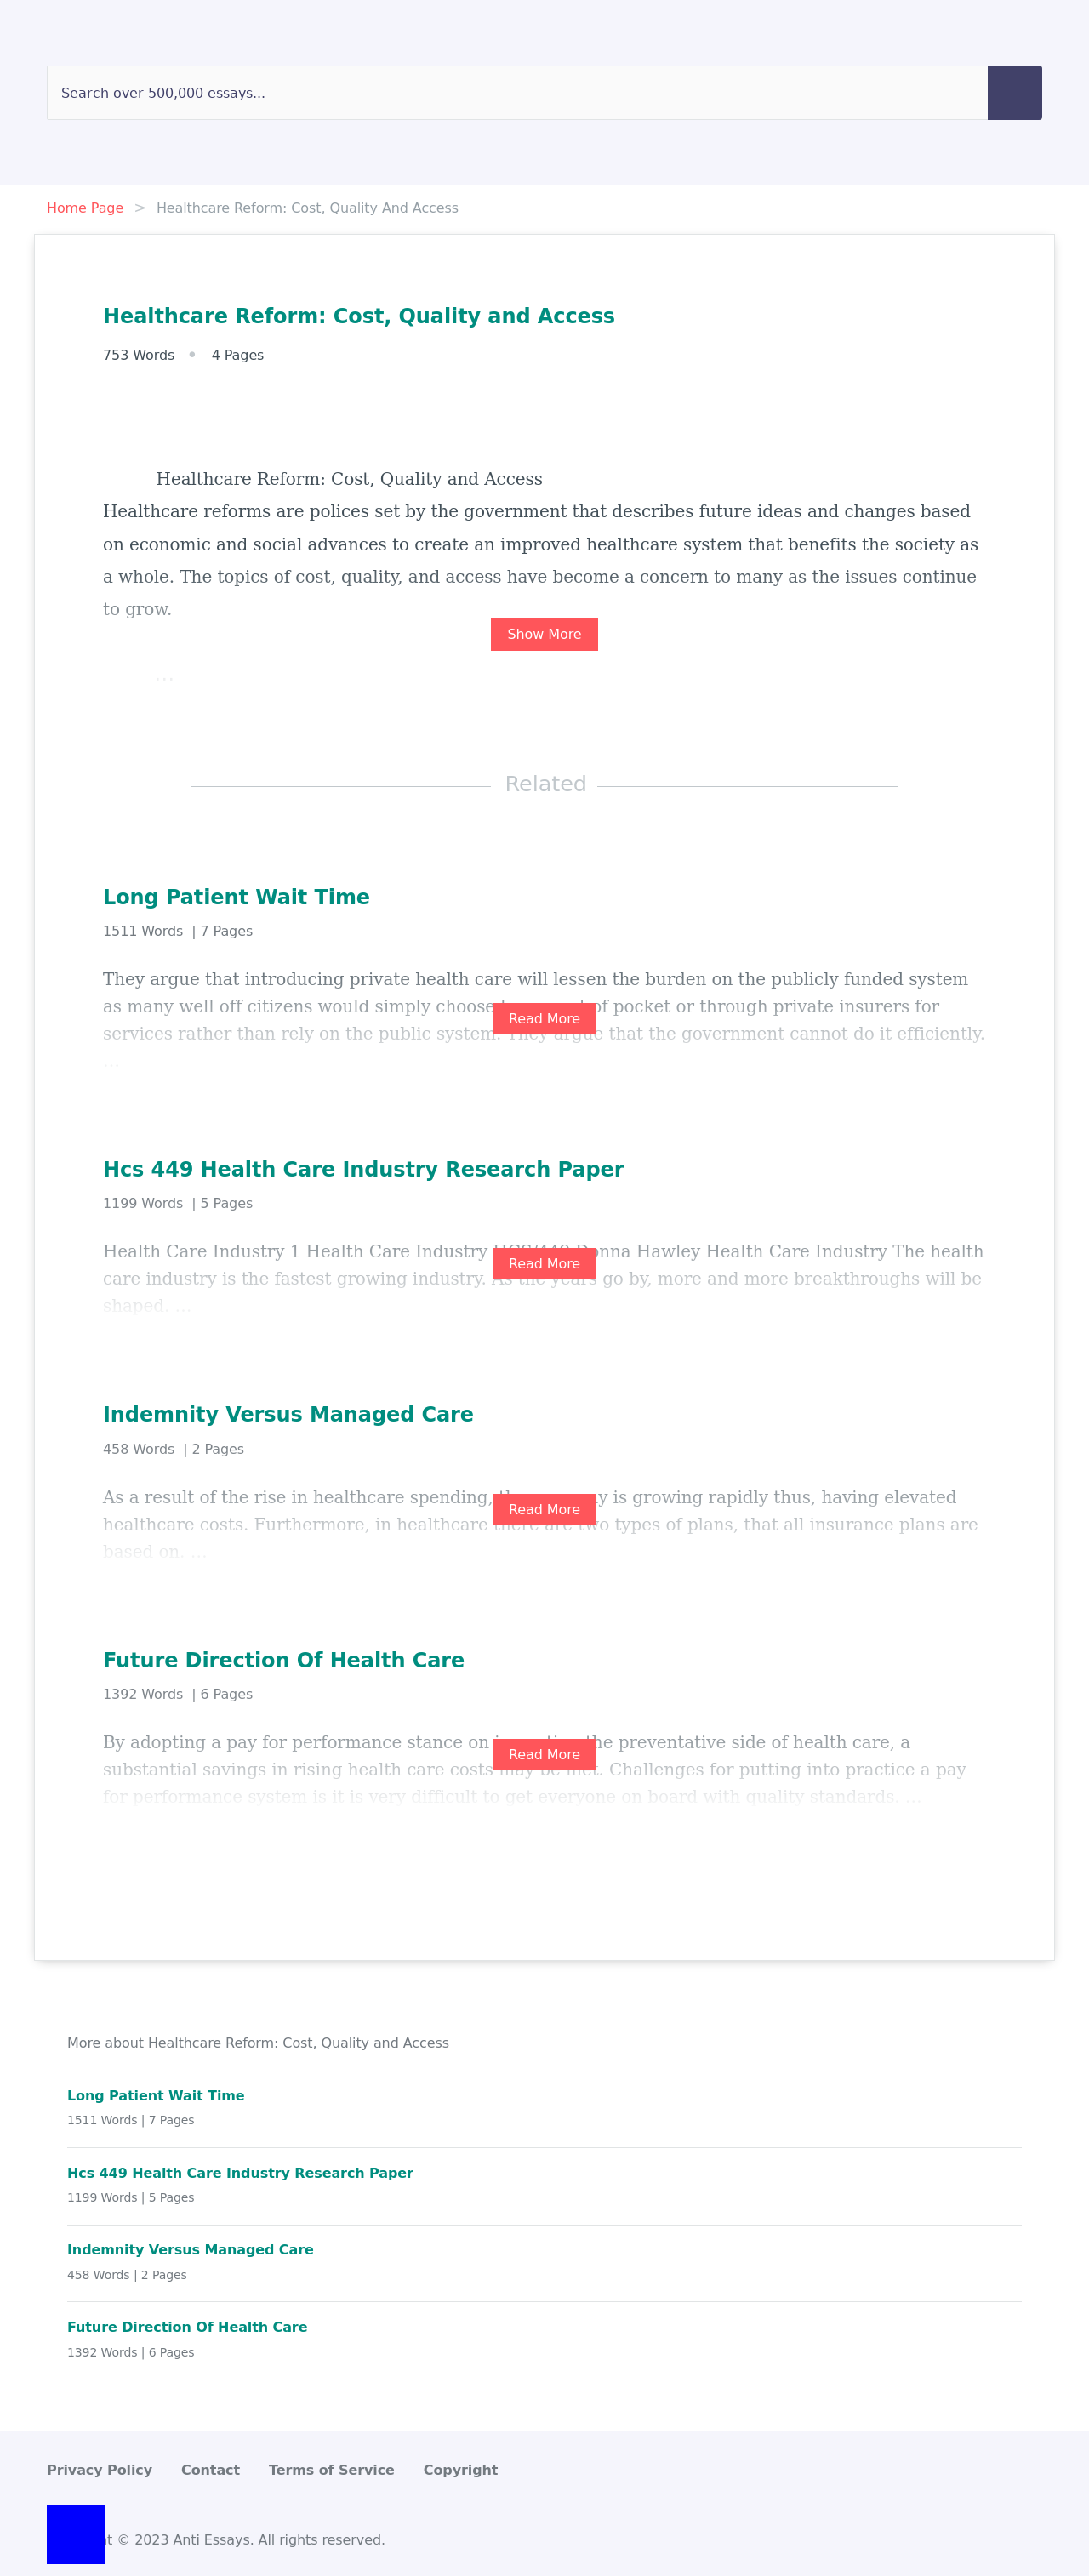 Search over 500,000 essays...
Home Page > Healthcare Reform: Cost, Quality And Access
Healthcare Reform: Cost, Quality and Access
753 Words • 4 Pages
Healthcare Reform: Cost, Quality and Access
Healthcare reforms are polices set by the government that describes future ideas and changes based
on economic and social advances to create an improved healthcare system that benefits the society as
a whole. The topics of cost, quality, and access have become a concern to many as the issues continue
to grow.
Show More
...
Related
Long Patient Wait Time
1511 Words | 7 Pages
They argue that introducing private health care will lessen the burden on the publicly funded system
as many well off citizens would simply choose of pocket or through private insurers for
Read More
services rather than rely on the public system. They argue that the government cannot do it efficiently.
...
Hcs 449 Health Care Industry Research Paper
1199 Words | 5 Pages
Health Care Industry 1 Health Care Industry HCS/449 Donna Hawley Health Care Industry The health
Read More
care industry is the fastest growing industry. As the years go by, more and more breakthroughs will be
shaped. ...
Indemnity Versus Managed Care
458 Words | 2 Pages
As a result of the rise in healthcare spending, is growing rapidly thus, having elevated
Read More
healthcare costs. Furthermore, in healthcare there are two types of plans, that all insurance plans are
based on. ...
Future Direction Of Health Care
1392 Words | 6 Pages
By adopting a pay for performance stance on the preventative side of health care, a
Read More
substantial savings in rising health care costs may be met. Challenges for putting into practice a pay
for performance system is it is very difficult to get everyone on board with quality standards. ...
More about Healthcare Reform: Cost, Quality and Access
Long Patient Wait Time
1511 Words | 7 Pages
Hcs 449 Health Care Industry Research Paper
1199 Words | 5 Pages
Indemnity Versus Managed Care
458 Words | 2 Pages
Future Direction Of Health Care
1392 Words | 6 Pages
Privacy Policy Contact Terms of Service Copyright
© 2023 Anti Essays. All rights reserved.